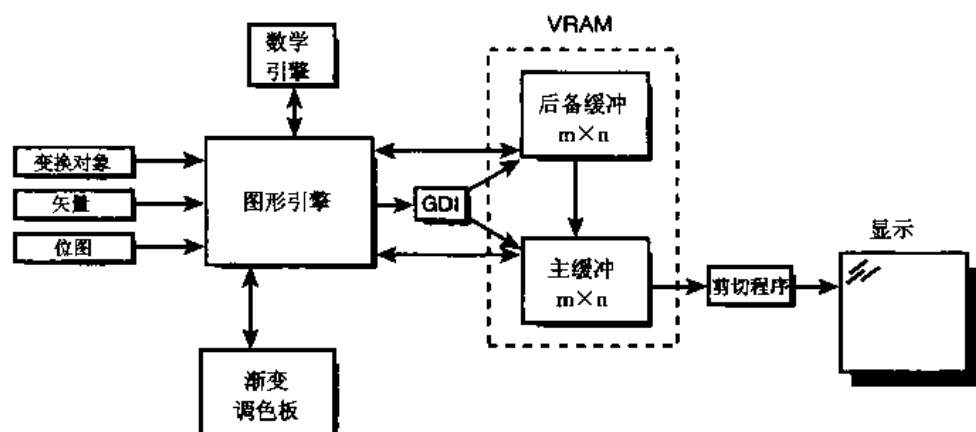 VRAM
数学
引擎
后备缓冲
m×n
变换对象
矢量
位图
图形引擎
GDI
主缓冲
m×n
剪切程序
显示
渐变
调色板